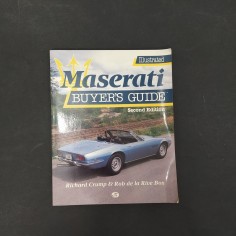 Illustrated
Maserati
BUYER'S GUIDE
Second Edition
Richard Crump & Rob de la Rive Box